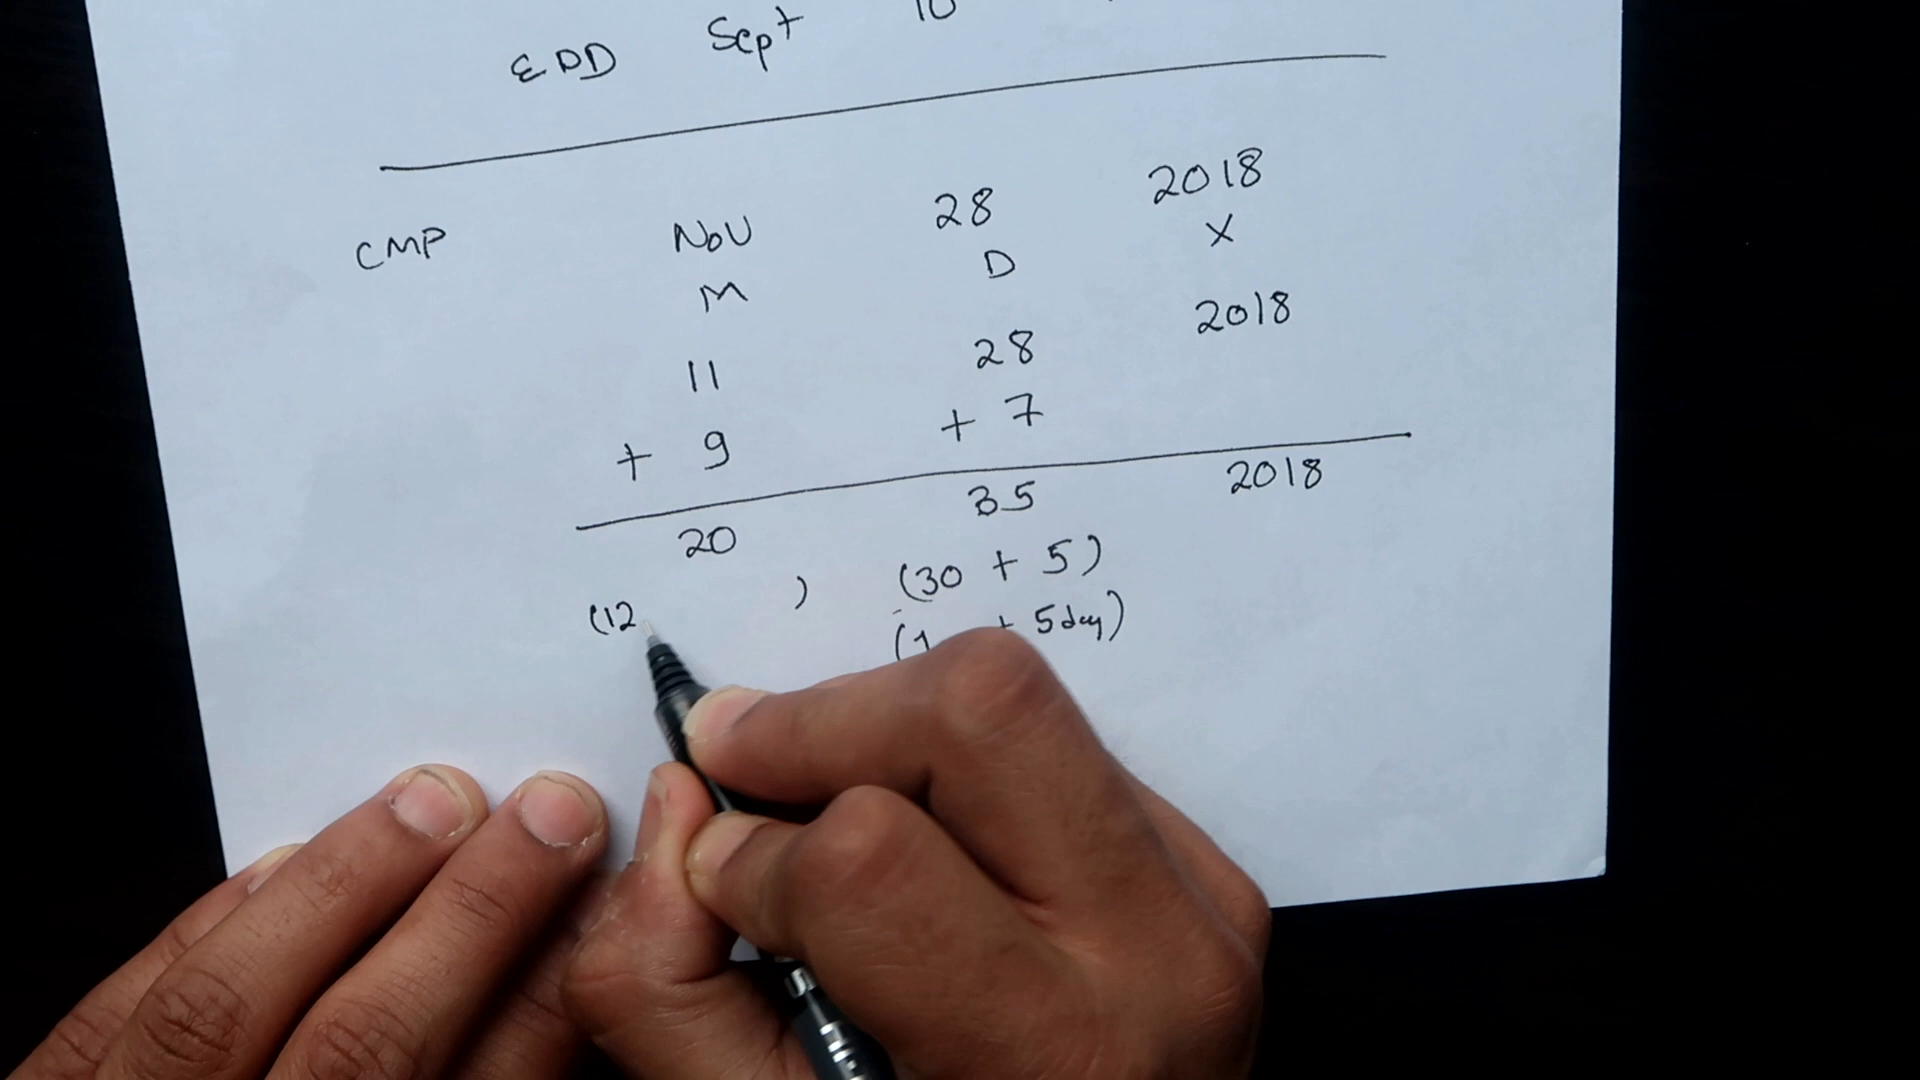 EDD Sept 10
CMP NOV 28 2018
M D X
11 28 2018
+ 9 + 7
20 35 2018
(12 ) (30 + 5)
(1 + 5day)